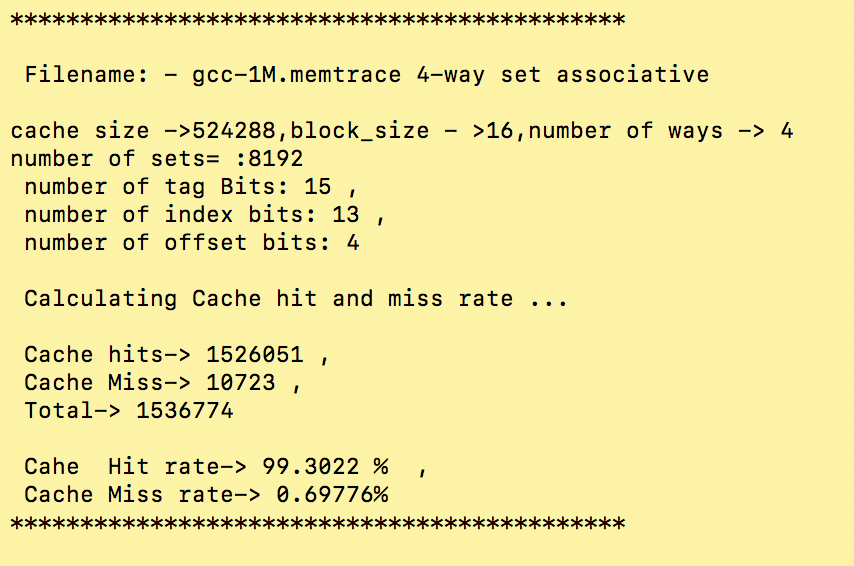 ********************************************
Filename: - gcc-1M.memtrace 4-way set associative
cache size ->524288,block_size - >16,number of ways -> 4
number of sets= :8192
number of tag Bits: 15 ,
number of index bits: 13 ,
number of offset bits: 4
Calculating Cache hit and miss rate ...
Cache hits-> 1526051 ,
Cache Miss-> 10723 ,
Total-> 1536774
Cahe  Hit rate-> 99.3022 %  ,
Cache Miss rate-> 0.69776%
********************************************